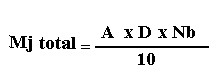 Mj total = A x D x Nb
10